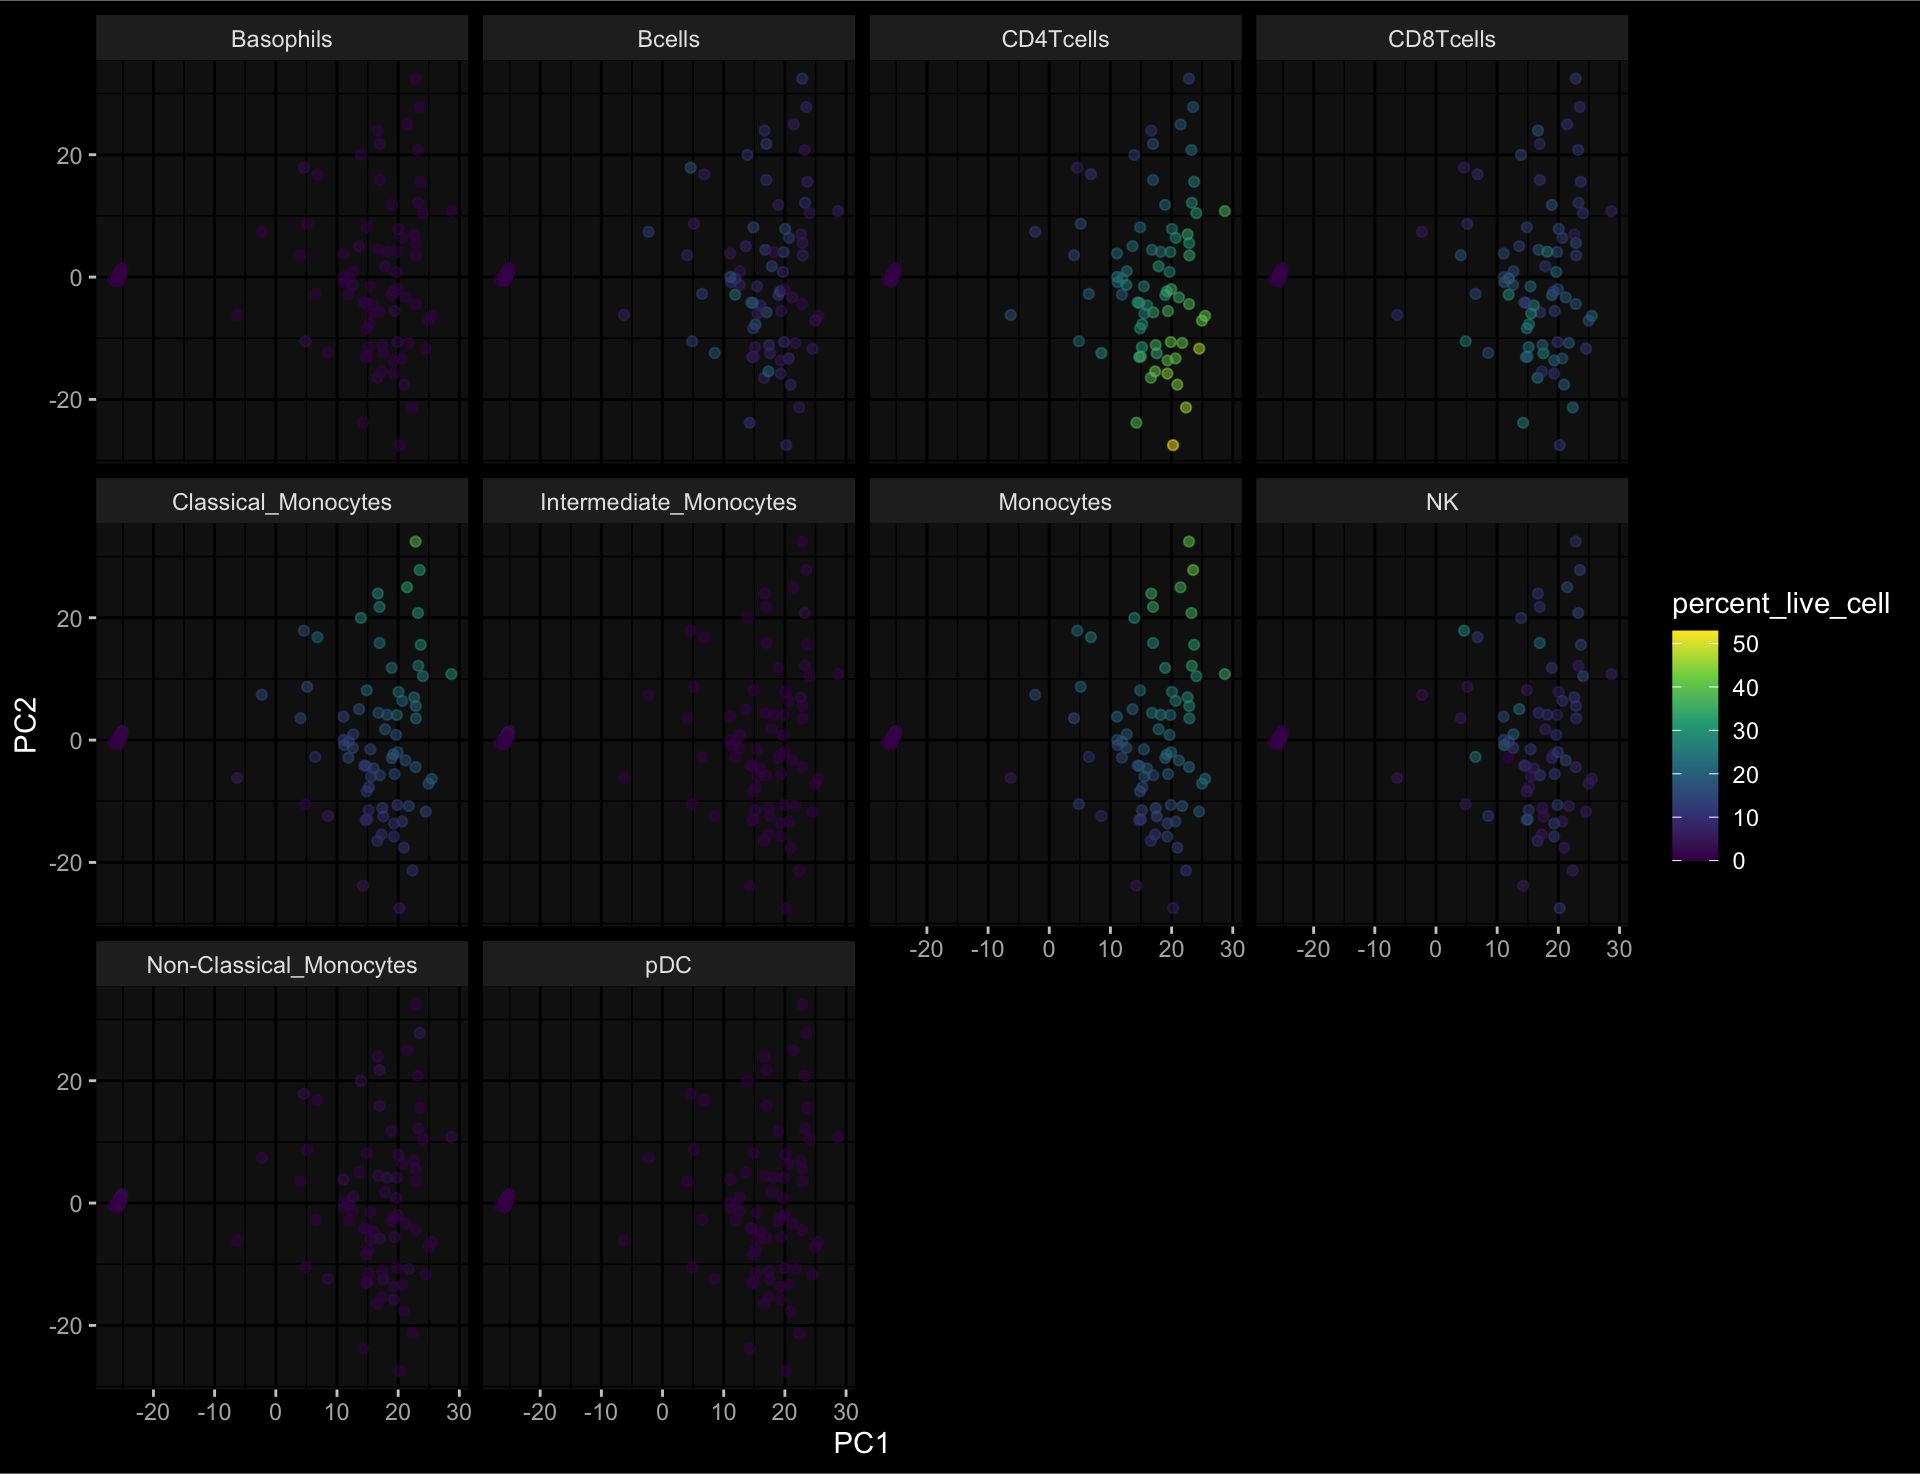 Basophils
Bcells
CD4Tcells
CD8Tcells
20
0
-20
Classical_Monocytes
Intermediate_Monocytes
Monocytes
NK
20
0
-20
-20 -10 0 10 20 30
-20 -10 0 10 20 30
Non-Classical_Monocytes
pDC
20
0
-20
-20 -10 0 10 20 30
-20 -10 0 10 20 30
PC1
PC2
percent_live_cell
50
40
30
20
10
0